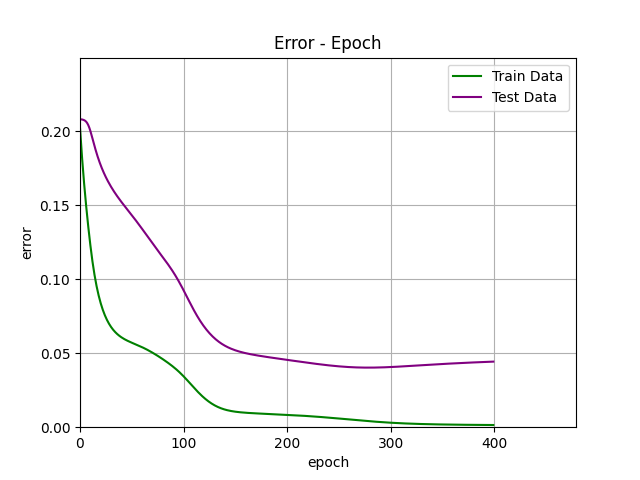 Error - Epoch
Train Data
Test Data
0.20
0.15
0.10
0.05
0.00
error
0
100
200
300
400
epoch